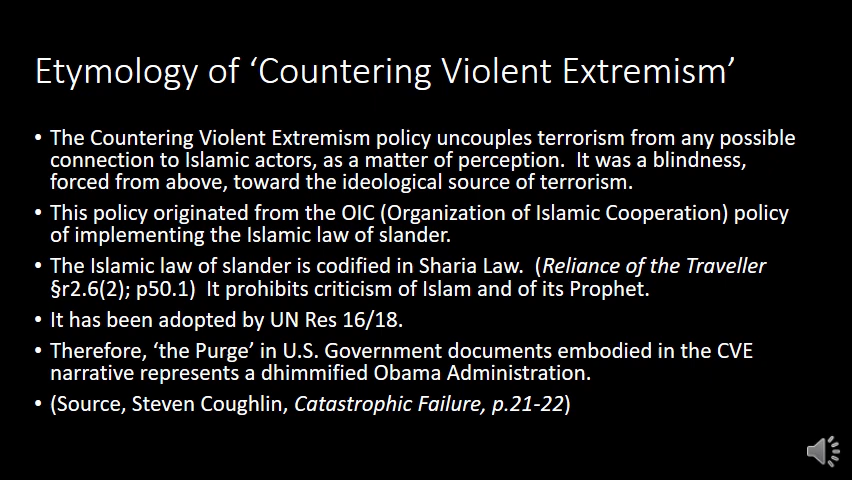 Etymology of ‘Countering Violent Extremism’
• The Countering Violent Extremism policy uncouples terrorism from any possible
connection to Islamic actors, as a matter of perception. It was a blindness,
forced from above, toward the ideological source of terrorism.
• This policy originated from the OIC (Organization of Islamic Cooperation) policy
of implementing the Islamic law of slander.
• The Islamic law of slander is codified in Sharia Law. (Reliance of the Traveller
§r2.6(2); p50.1) It prohibits criticism of Islam and of its Prophet.
• It has been adopted by UN Res 16/18.
• Therefore, ‘the Purge’ in U.S. Government documents embodied in the CVE
narrative represents a dhimmified Obama Administration.
• (Source, Steven Coughlin, Catastrophic Failure, p.21-22)